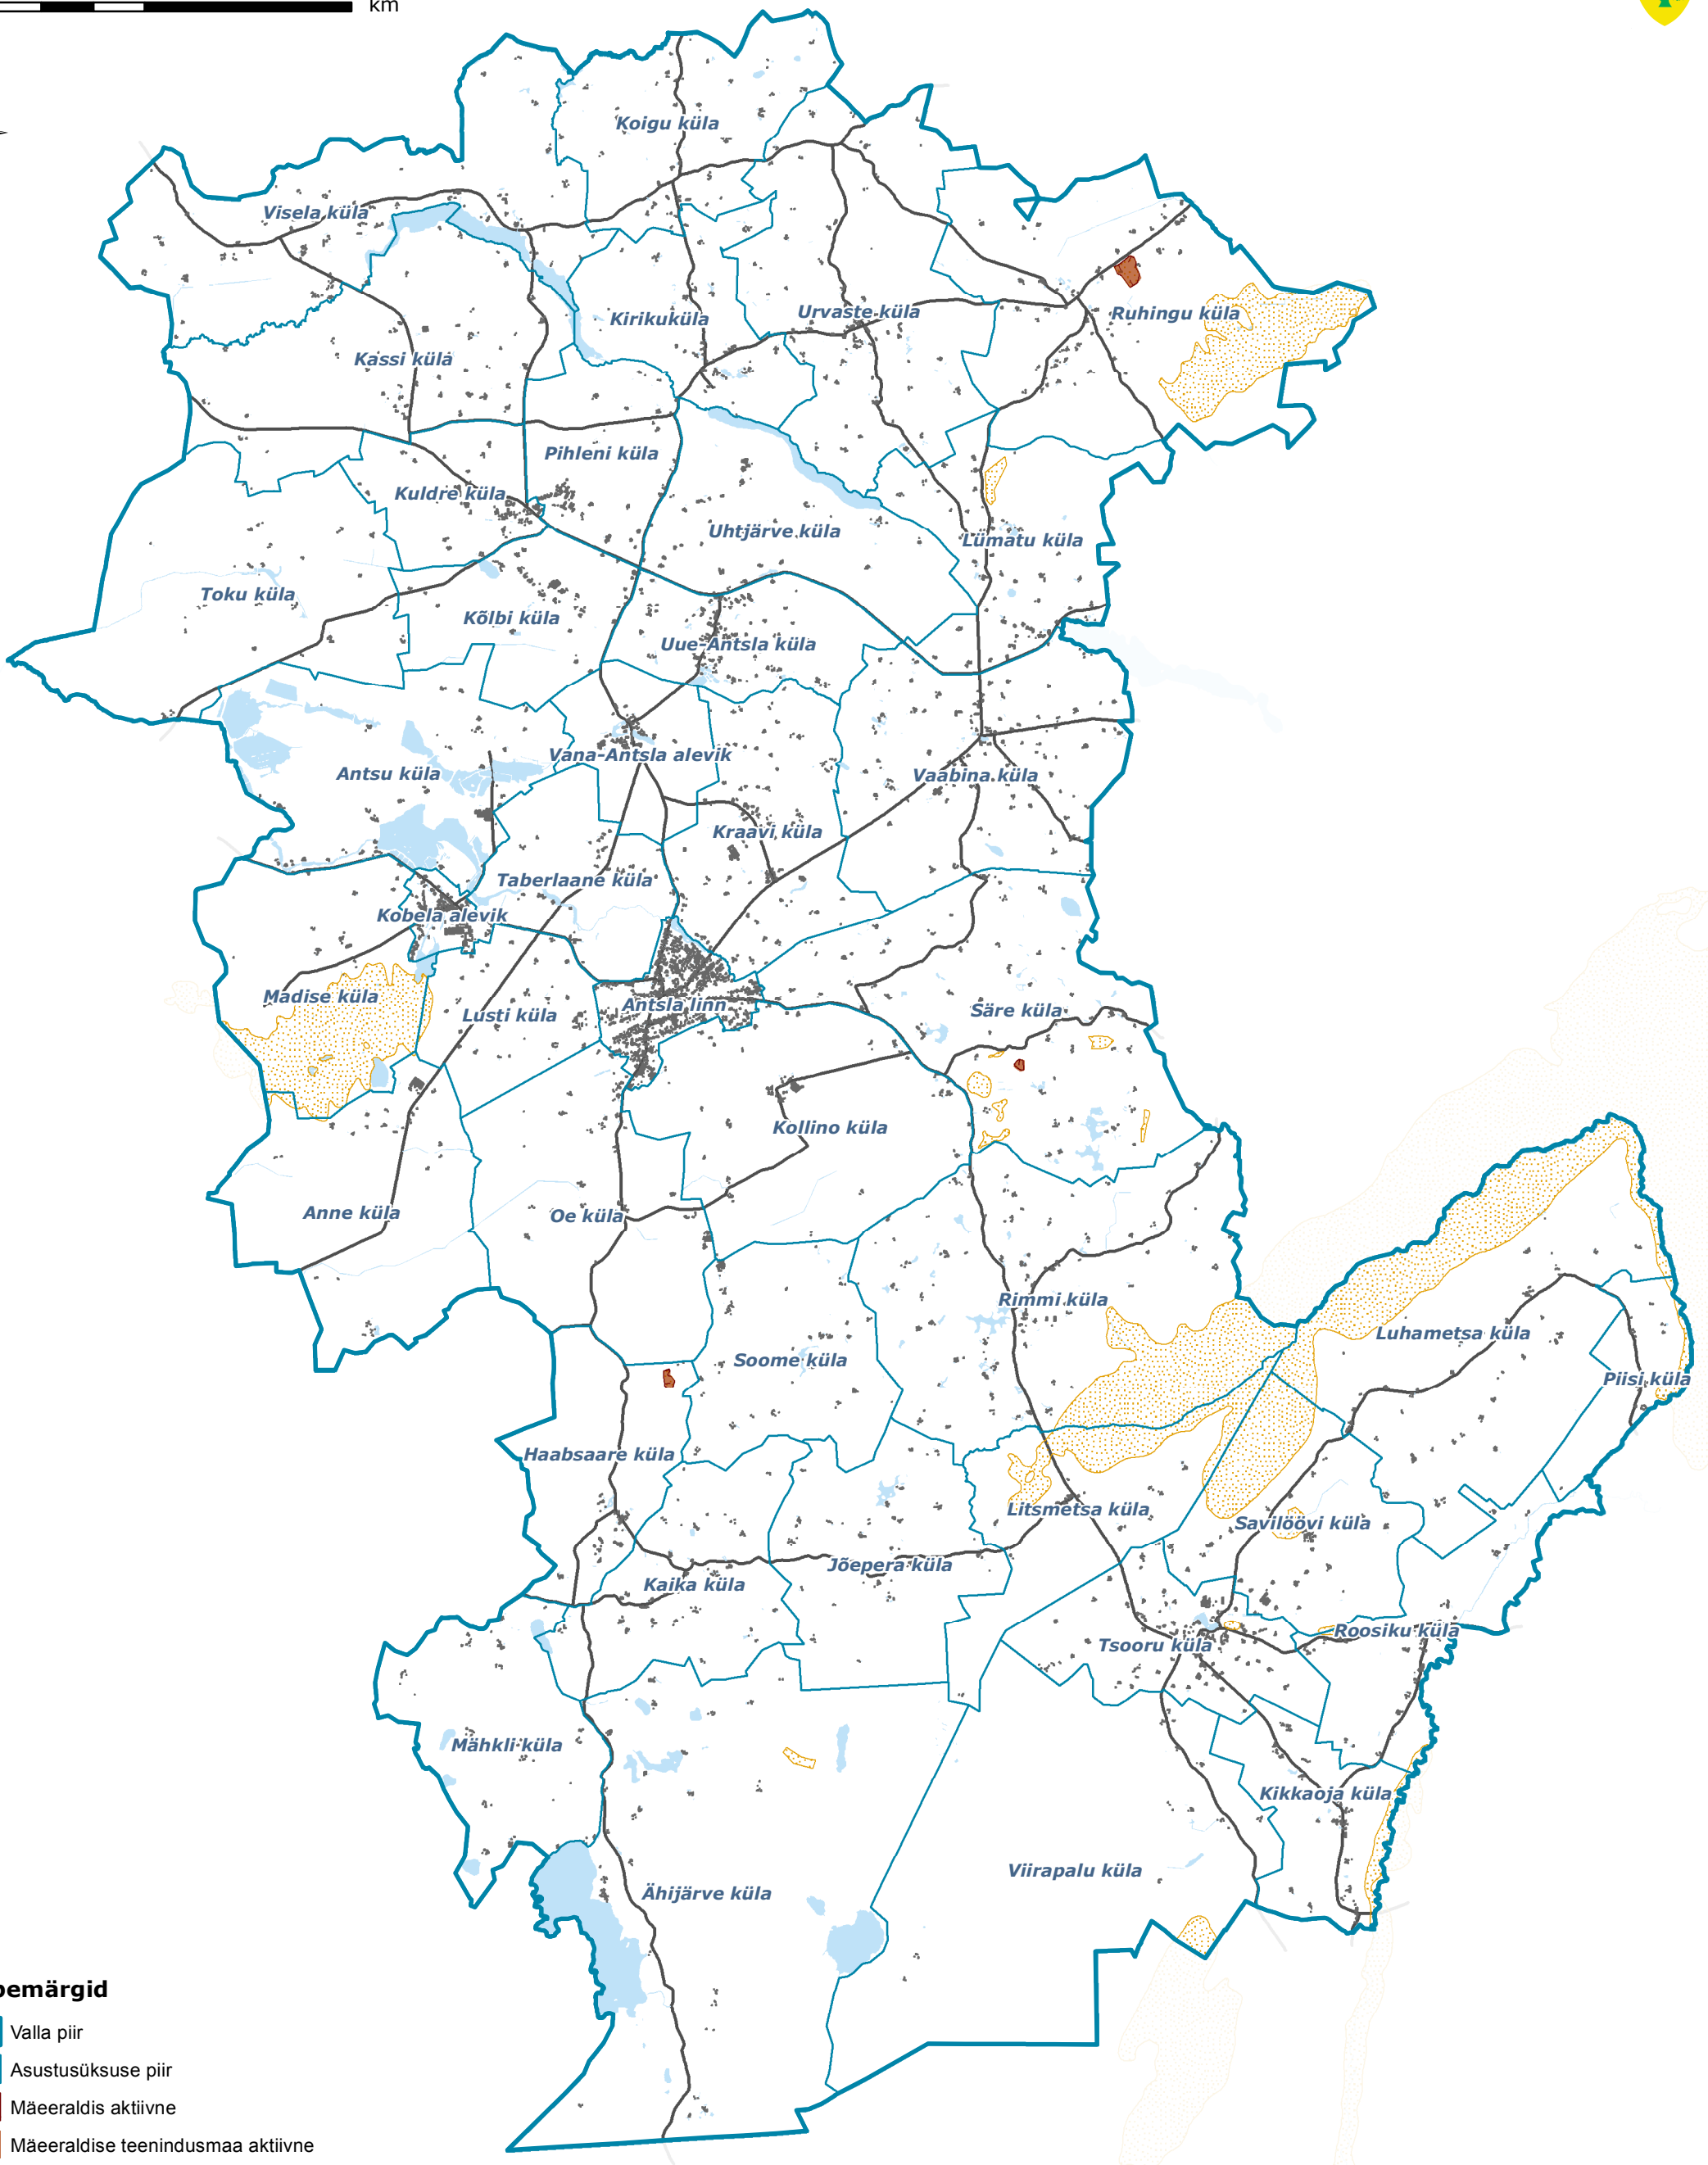 km
Koigu küla
Visela küla
Kirikuküla
Urvaste küla
Ruhingu küla
Kassi küla
Pihleni küla
Kuldre küla
Uhtjärve küla
Lümatu küla
Toku küla
Kõlbi küla
Uue-Antsla küla
Vana-Antsla alevik
Antsu küla
Vaabina küla
Kraavi küla
Taberlaane küla
Kobela alevik
Madise küla
Lusti küla
Antsla linn
Säre küla
Kollino küla
Anne küla
Oe küla
Rimmi küla
Luhametsa küla
Soome küla
Piisi küla
Haabsaare küla
Litsmetsa küla
Savilöövi küla
Jõepera küla
Kaika küla
Roosiku küla
Tsooru küla
Mähkli küla
Kikkaoja küla
Viirapalu küla
Ähijärve küla
pemärgid
Valla piir
Asustusüksuse piir
Mäeeraldis aktiivne
Mäeeraldise teenindusmaa aktiivne